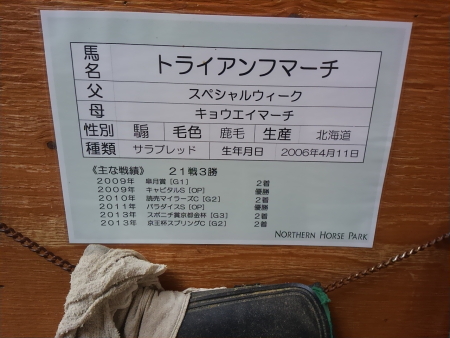 馬名 トライアンフマーチ
父 スペシャルウィーク
母 キョウエイマーチ
性別 騸 毛色 鹿毛 生産 北海道
種類 サラブレッド 生年月日 2006年4月11日
《主な戦績》 21戦3勝
2009年 皐月賞[G1] 2着
2009年 キャピタルS[OP] 優勝
2010年 読売マイラーズC[G2] 2着
2011年 パラダイスS[OP] 優勝
2013年 スポニチ賞京都金杯[G3] 2着
2013年 京王杯スプリングC[G2] 2着
NORTHERN HORSE PARK